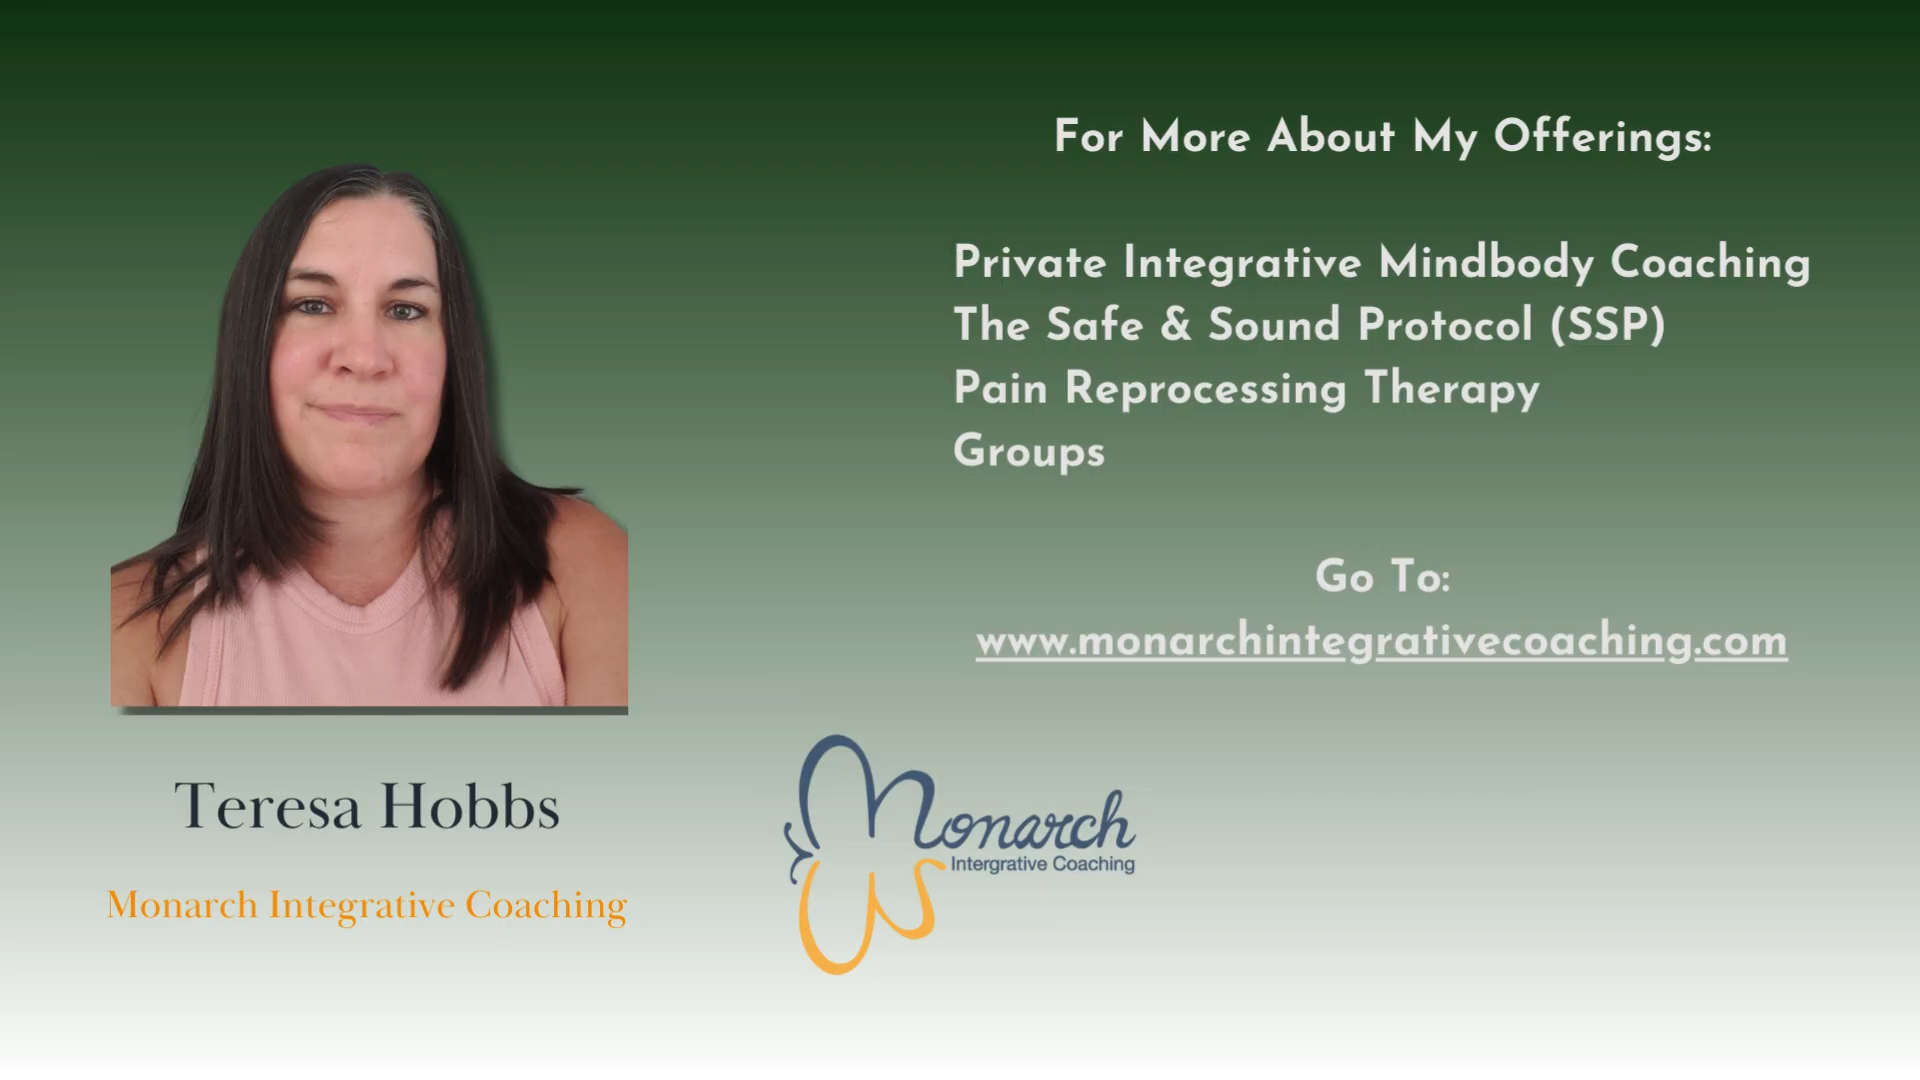 For More About My Offerings:
Private Integrative Mindbody Coaching
The Safe & Sound Protocol (SSP)
Pain Reprocessing Therapy
Groups
Go To:
www.monarchintegrativecoaching.com
Teresa Hobbs
Monarch Integrative Coaching
Monarch
Intergrative Coaching